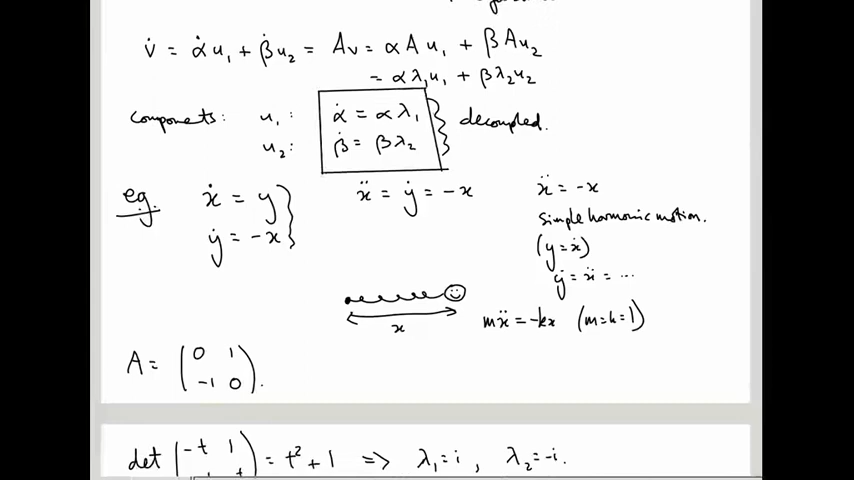 v̇ = α̇u₁ + β̇u₂ = Av = αAu₁ + βAu₂
= αλ₁u₁ + βλ₂u₂
components: u₁: α̇ = αλ₁
u₂: β̇ = βλ₂
decoupled.
eg. ẋ = y
ẏ = -x
ẍ = ẏ = -x
ẍ = -x
simple harmonic motion.
(y = ẋ)
ẏ = ẍ = ...
x
mẍ = -kx (m=k=1)
A = (0 1
-1 0).
det (-t 1
= t² + 1 => λ₁ = i, λ₂ = -i.